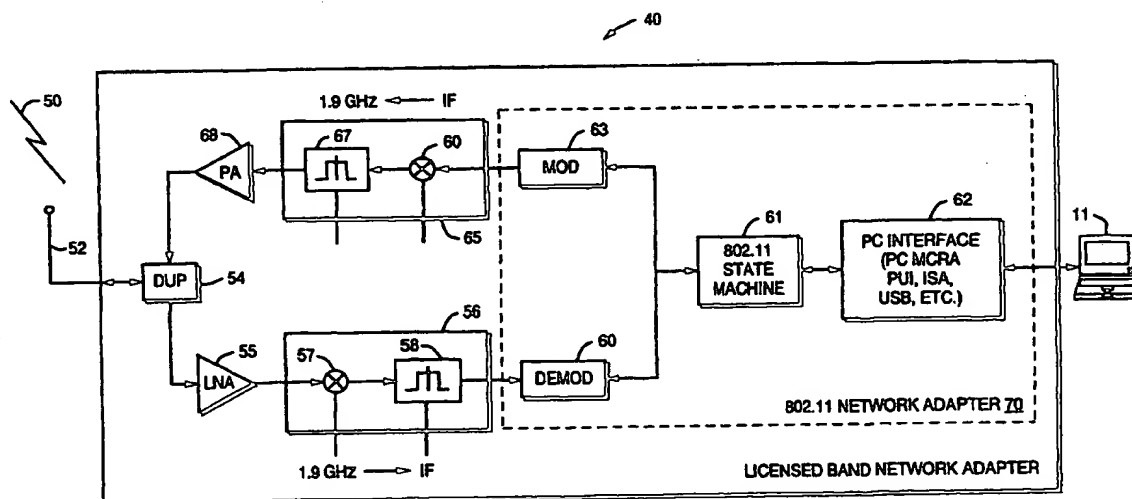 40
50
1.9 GHz IF
68
67
60
63
PA
MOD
65
61
62
11
52
802.11
STATE
MACHINE
PC INTERFACE
(PC MCRA
PUI, ISA,
USB, ETC.)
DUP
54
56
55
57
58
60
LNA
DEMOD
802.11 NETWORK ADAPTER 70
1.9 GHz IF
LICENSED BAND NETWORK ADAPTER